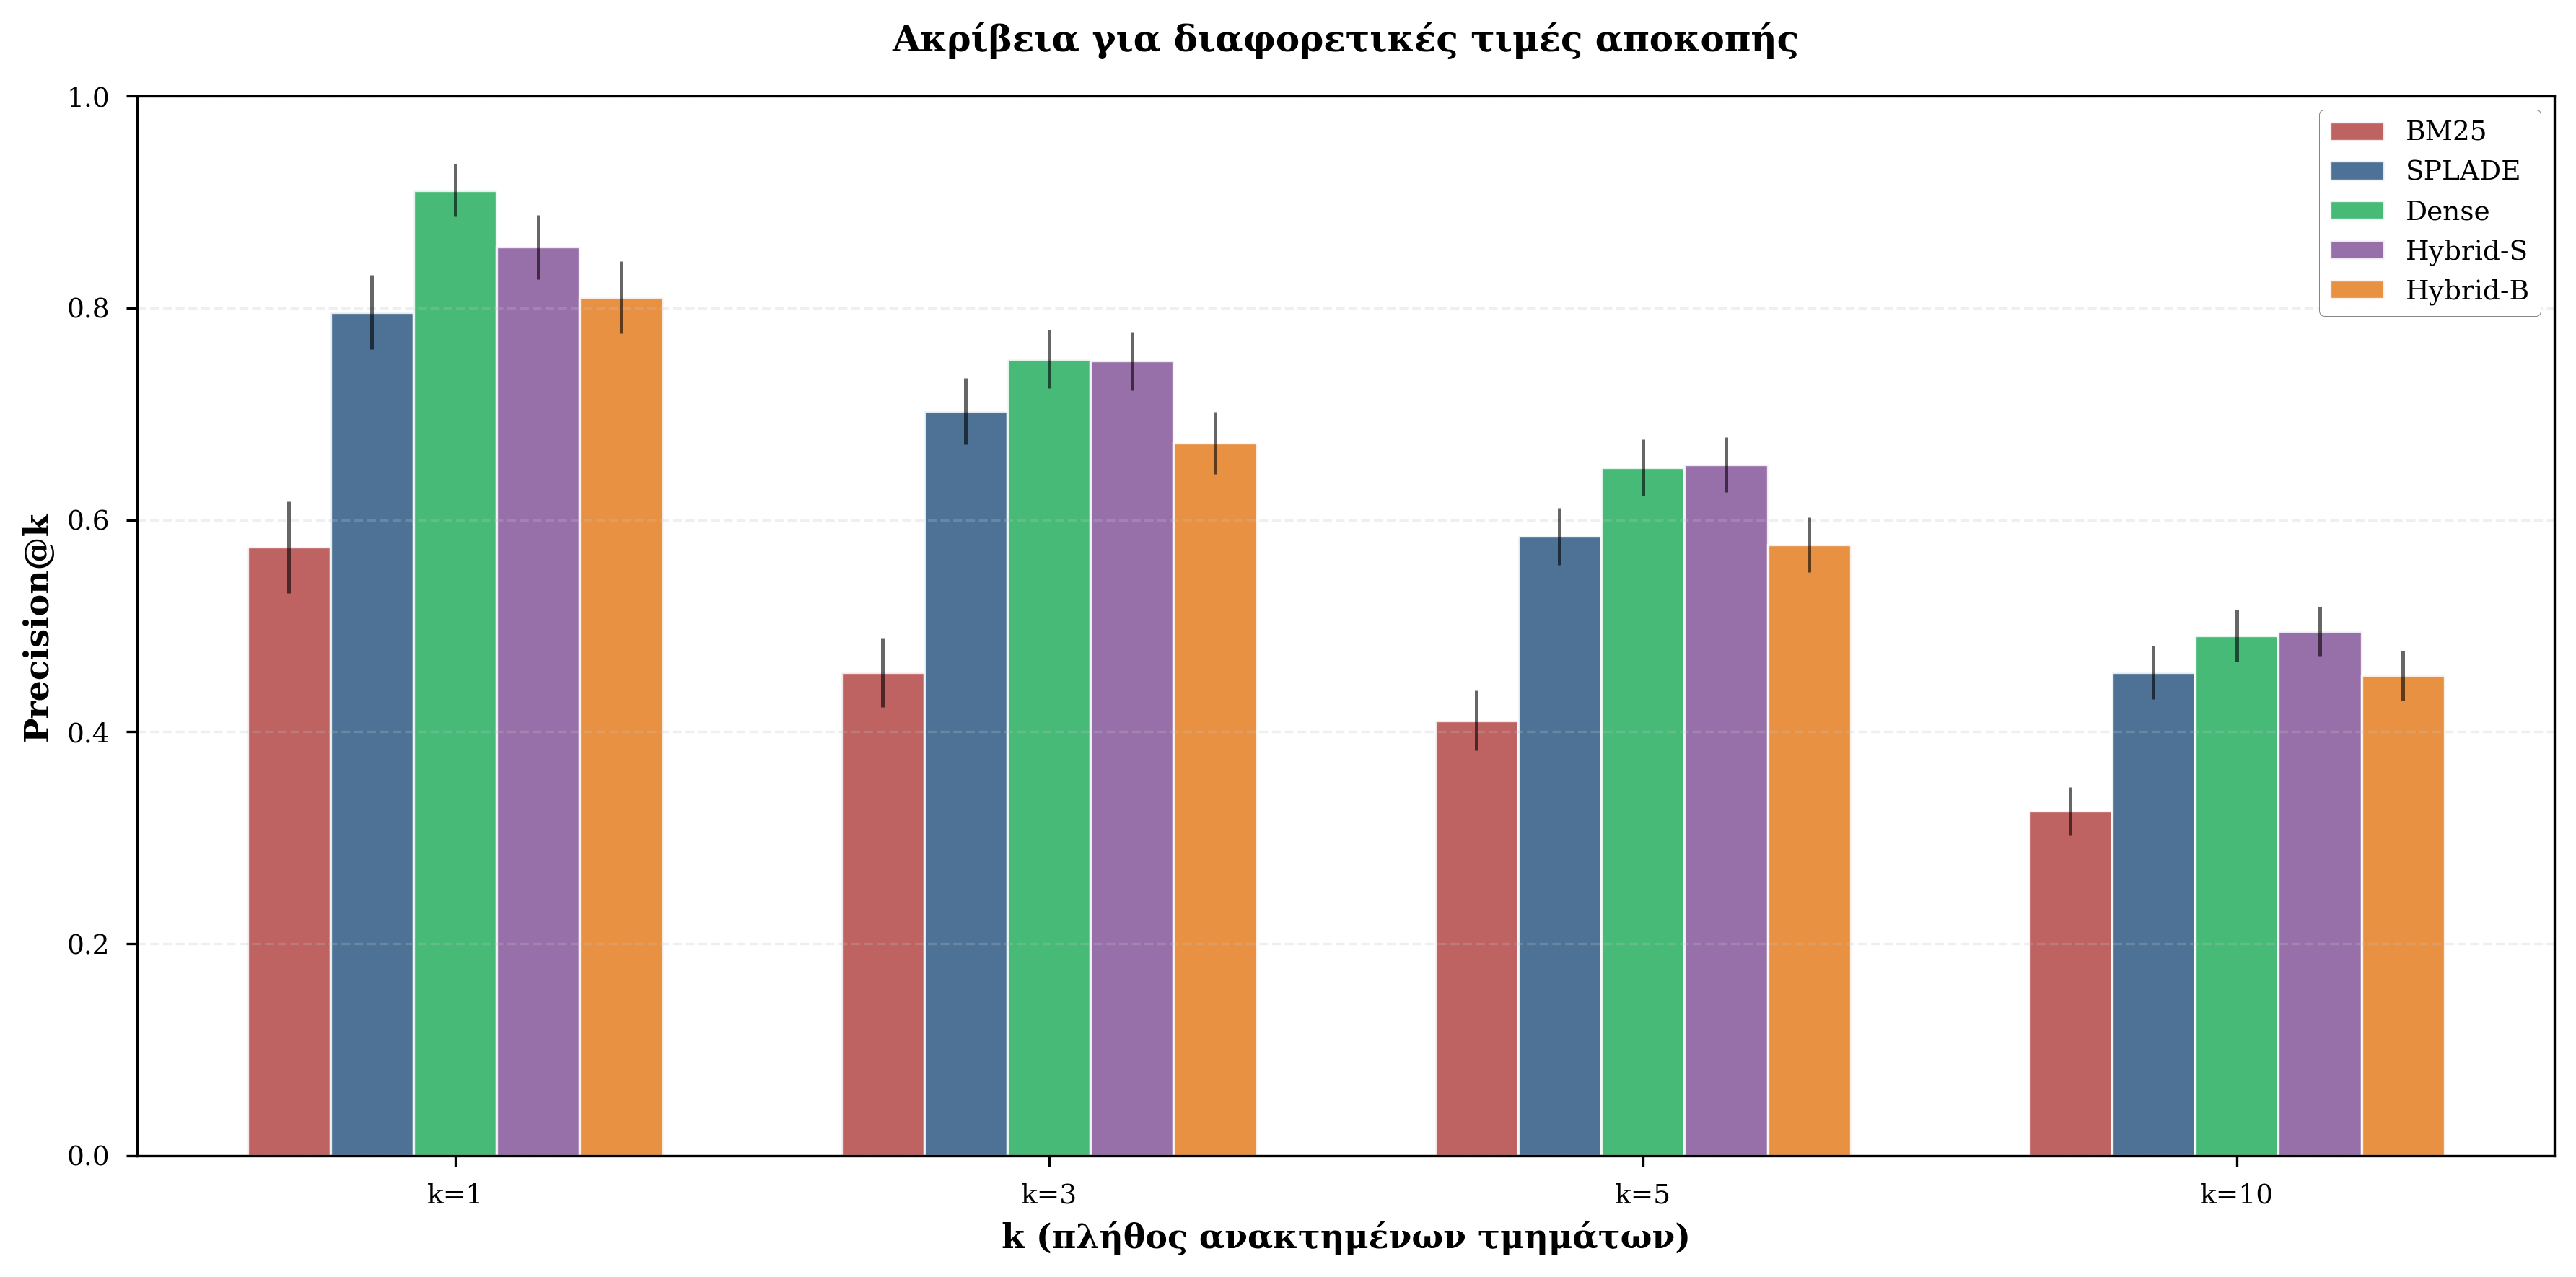 Ακρίβεια για διαφορετικές τιμές αποκοπής
1.0
0.8
0.6
0.4
0.2
0.0
Precision@k
BM25
SPLADE
Dense
Hybrid-S
Hybrid-B
k=1
k=3
k=5
k=10
k (πλήθος ανακτημένων τμημάτων)